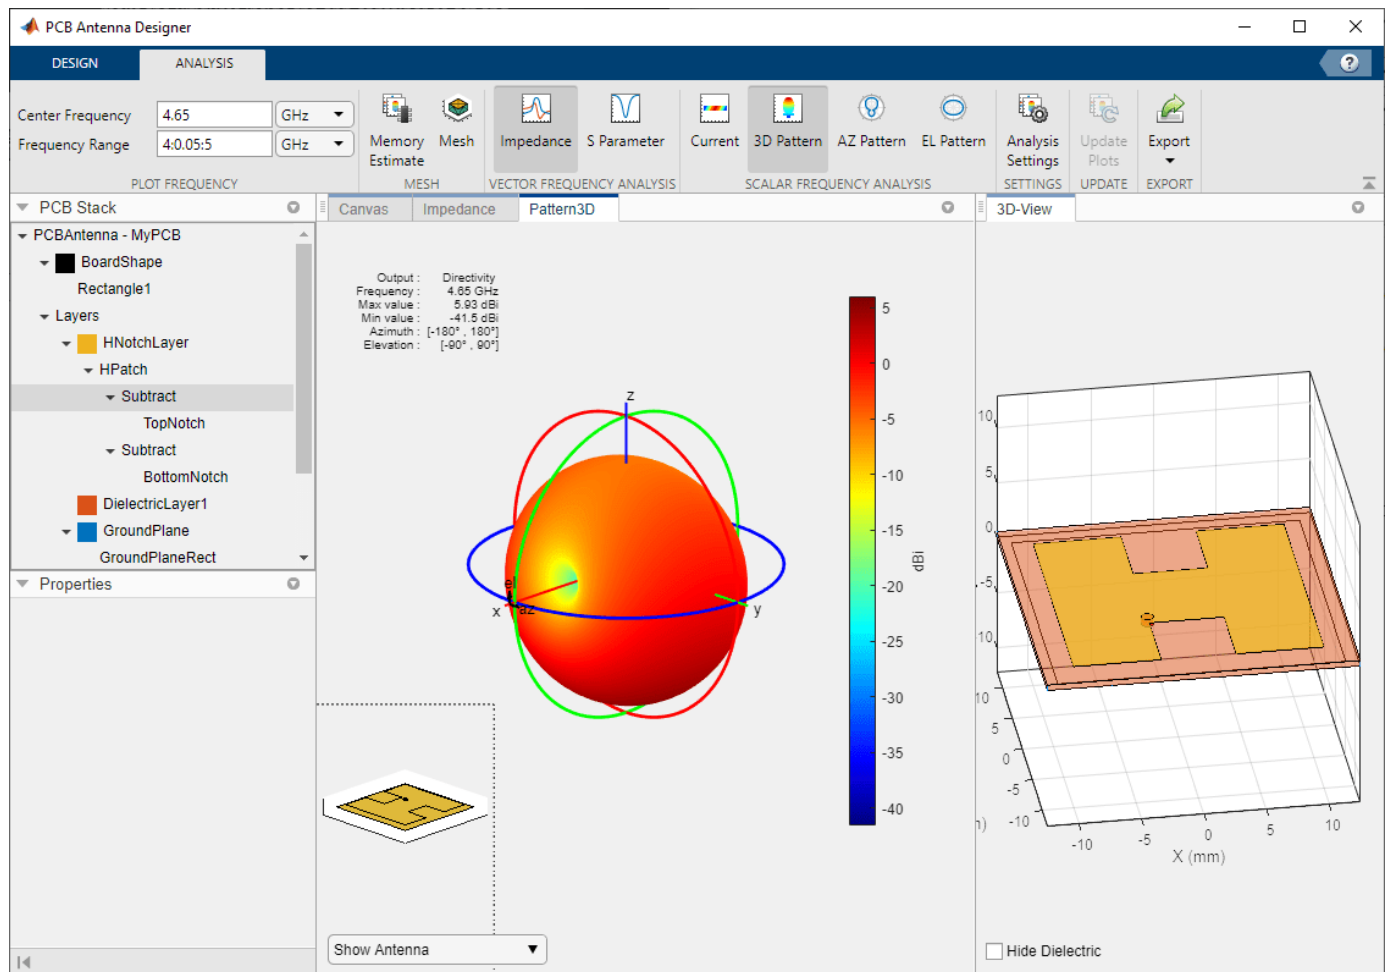 PCB Antenna Designer
DESIGN
ANALYSIS
?
Center Frequency
4.65
GHz
Frequency Range
4:0.05:5
GHz
PLOT FREQUENCY
Memory
Estimate
Mesh
MESH
Impedance
S Parameter
VECTOR FREQUENCY ANALYSIS
Current
3D Pattern
AZ Pattern
EL Pattern
SCALAR FREQUENCY ANALYSIS
Analysis
Settings
SETTINGS
Update
Plots
UPDATE
Export
EXPORT
PCB Stack
PCBAntenna - MyPCB
BoardShape
Rectangle1
Layers
HNotchLayer
HPatch
Subtract
TopNotch
Subtract
BottomNotch
DielectricLayer1
GroundPlane
GroundPlaneRect
Properties
Canvas
Impedance
Pattern3D
Output : Directivity
Frequency : 4.65 GHz
Max value : 5.93 dBi
Min value : -41.5 dBi
Azimuth : [-180° , 180°]
Elevation : [-90° , 90°]
z
el
x
az
y
5
0
-5
-10
-15
-20
-25
-30
-35
-40
dBi
Show Antenna
3D-View
10
5
0
-5
10
10
5
0
-5
-10
-10
-5
0
5
10
X (mm)
Hide Dielectric